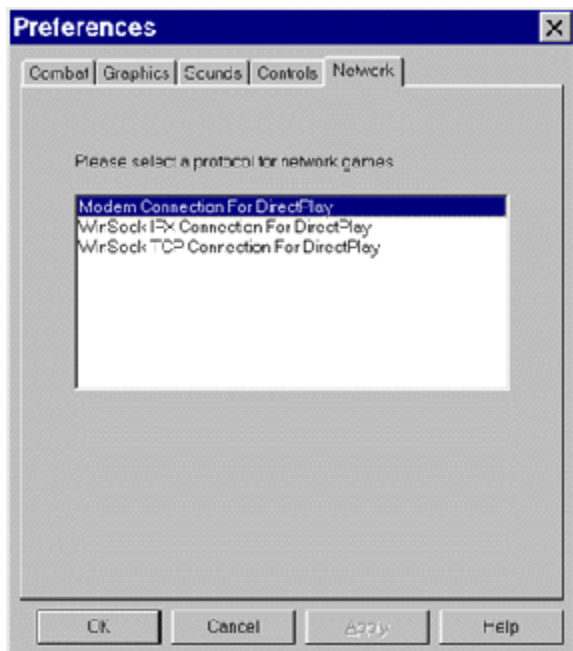 Preferences
Combat Graphics Sounds Controls Network
Please select a protocol for network games
Modem Connection For DirectPlay
WinSock IPX Connection For DirectPlay
WinSock TCP Connection For DirectPlay
OK Cancel Apply Help